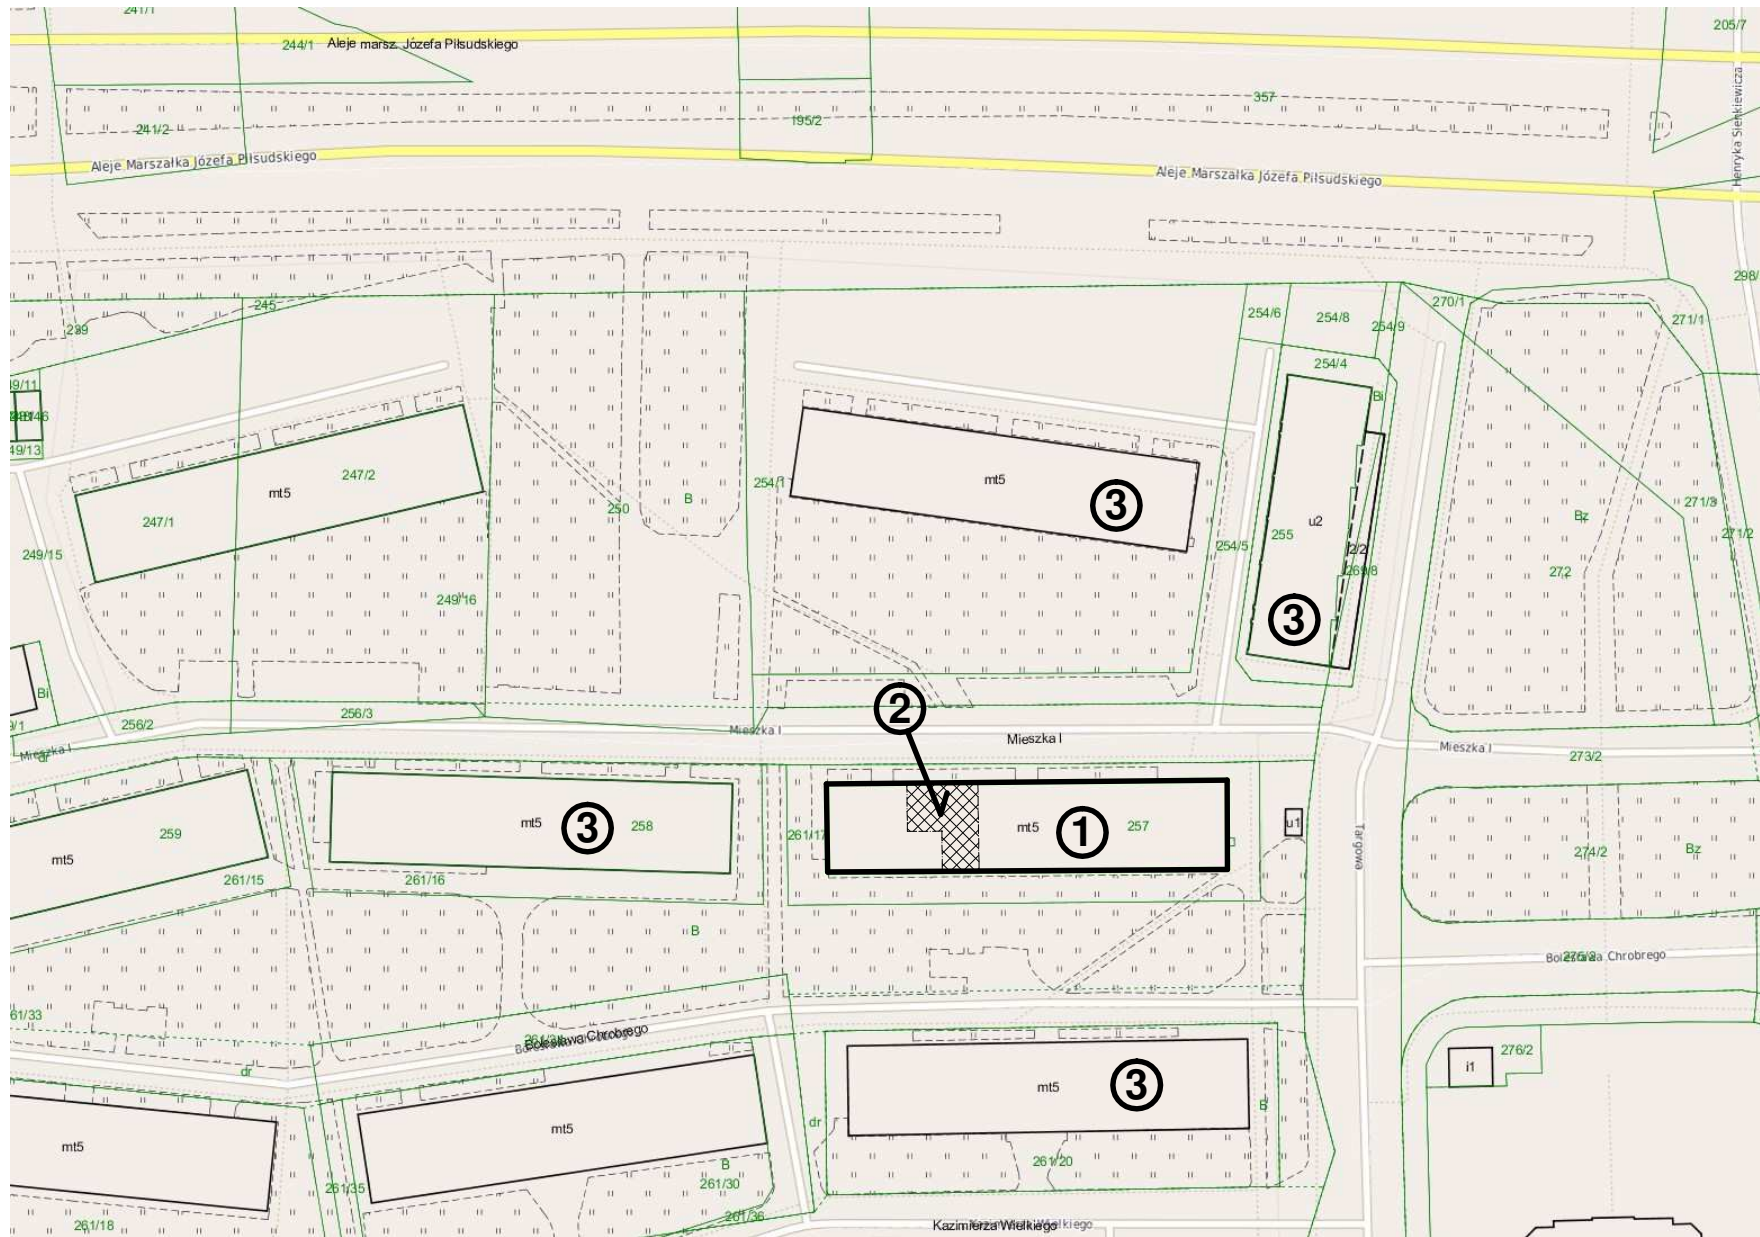 241/1
205/7
244/1 Aleje marsz. Józefa Piłsudskiego
Henryka Sienkiewicza
357
241/2
195/2
Aleje Marszałka Józefa Piłsudskiego
Aleje Marszałka Józefa Piłsudskiego
298/
245
239
254/6
254/8
254/9
270/1
271/1
254/4
Bi
49/11
49/13
247/2
mt5
247/1
B
250
254/1
mt5
3
u2
255
254/5
269/8
3
Bz
271/3
271/2
272
249/15
249/16
Bi
256/2
256/3
2
Mieszka I
Mieszka I
Mieszka I
dr
Mieszka I
273/2
259
mt5
mt5
3
258
261/17
mt5
1
257
u1
Targowa
274/2
Bz
261/15
261/16
B
Bolesława Chrobrego
61/33
dr
Bolesława Chrobrego
mt5
3
i1
276/2
mt5
mt5
dr
B
B
261/35
261/30
261/20
261/18
261/36
Kazimierza Wielkiego